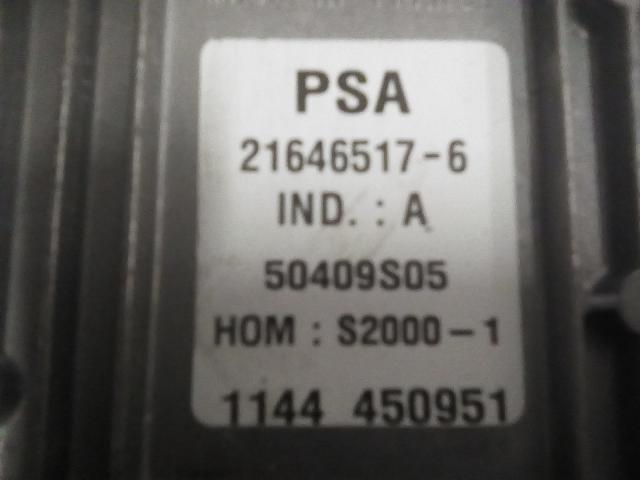 PSA
21646517-6
IND. : A
50409S05
HOM : S2000-1
1144 450951